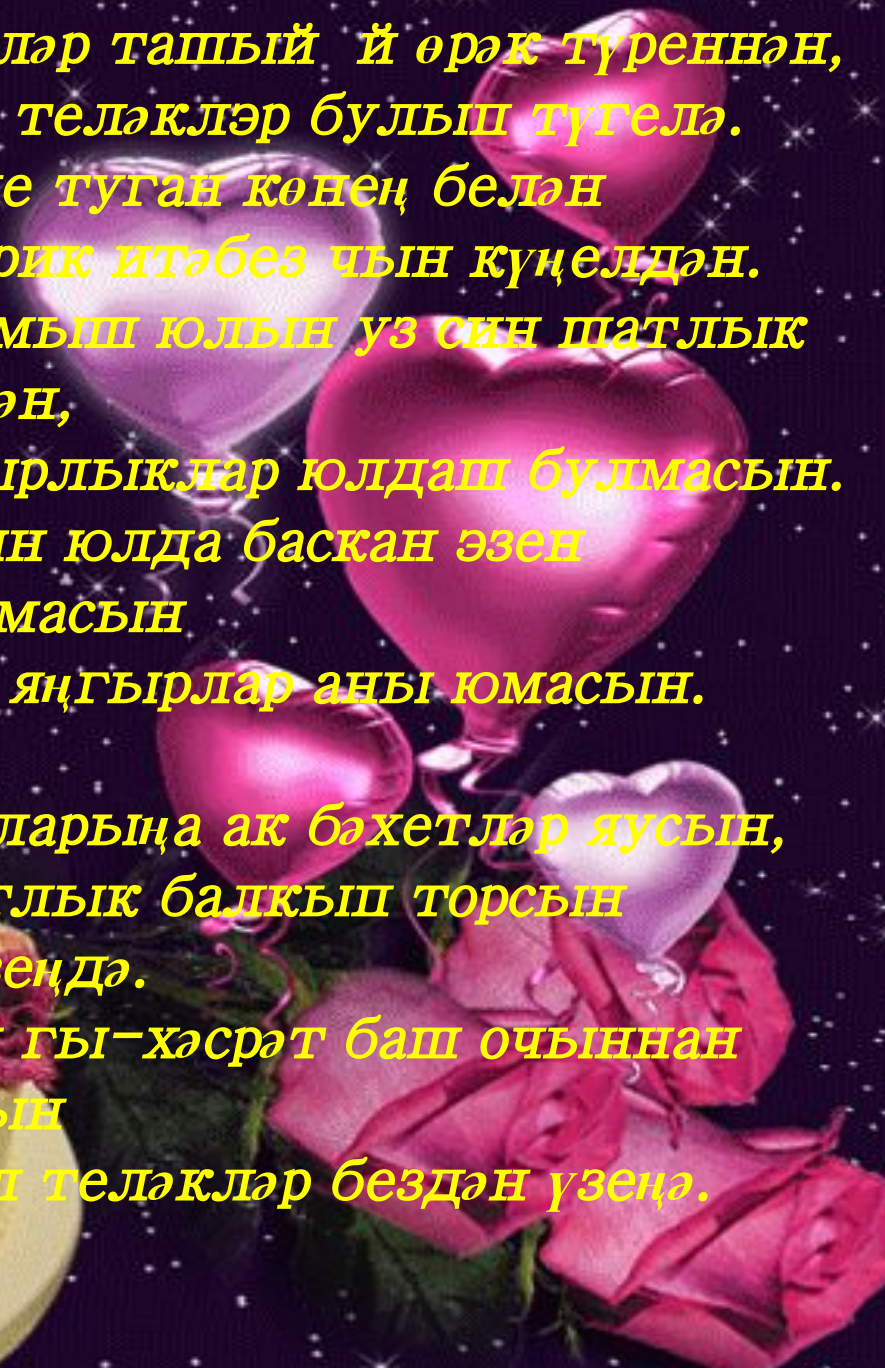 ләр ташый й өрәк түреннән,
теләклэр булып түгелә.
е туган көнең белән
рик итәбез чын күңелдән.
мыш юлын уз син шатлык
ән,
ырлыклар юлдаш булмасын.
ын юлда баскан эзен
масын
яңгырлар аны юмасын.
ларыңа ак бәхетләр яусын,
тлык балкып торсын
еңдә.
гы-хәсрәт баш очыннан
ын
теләкләр бездән үзеңә.